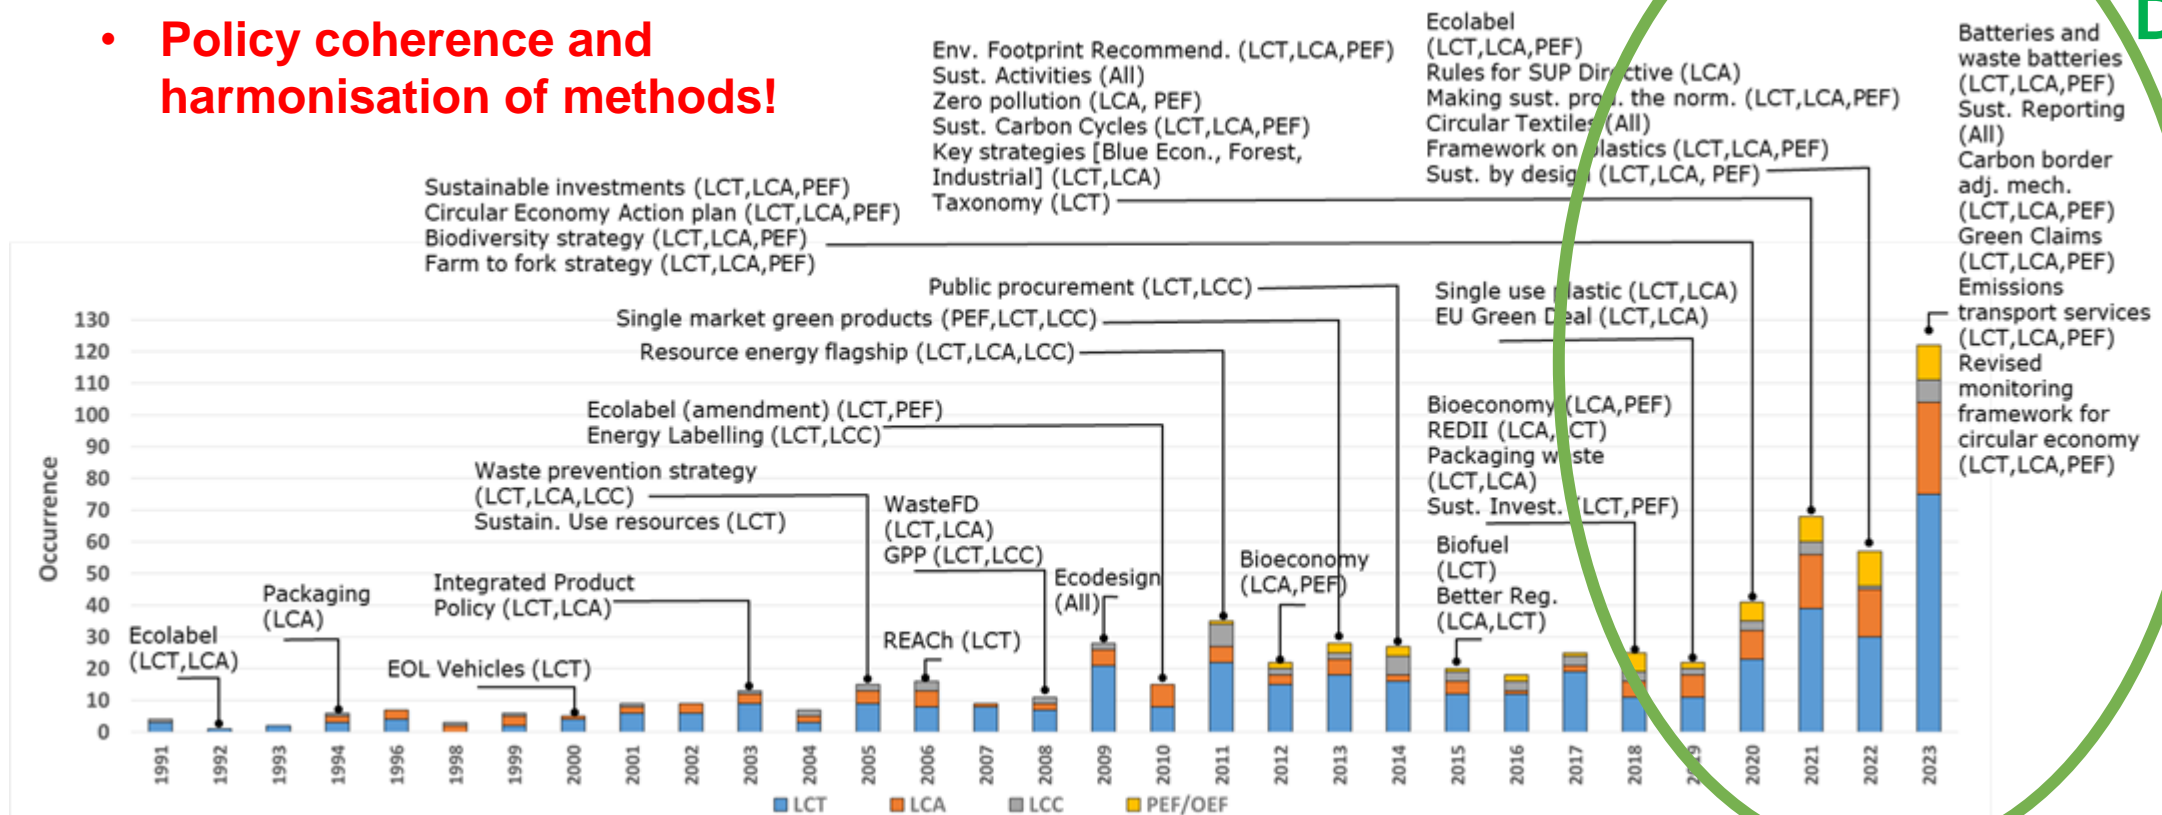 • Policy coherence and
harmonisation of methods!
Env. Footprint Recommend. (LCT,LCA,PEF)
Sust. Activities (All)
Zero pollution (LCA, PEF)
Sust. Carbon Cycles (LCT,LCA,PEF)
Key strategies [Blue Econ., Forest,
Industrial] (LCT,LCA)
Taxonomy (LCT)
Ecolabel
(LCT,LCA,PEF)
Rules for SUP Directive (LCA)
Making sust. prod. the norm. (LCT,LCA,PEF)
Circular Textiles (All)
Framework on plastics (LCT,LCA,PEF)
Sust. by design (LCT,LCA, PEF)
D
Batteries and
waste batteries
(LCT,LCA,PEF)
Sust. Reporting
(All)
Carbon border
adj. mech.
(LCT,LCA,PEF)
Green Claims
(LCT,LCA,PEF)
Emissions
transport services
(LCT,LCA,PEF)
Revised
monitoring
framework for
circular economy
(LCT,LCA,PEF)
Sustainable investments (LCT,LCA,PEF)
Circular Economy Action plan (LCT,LCA,PEF)
Biodiversity strategy (LCT,LCA,PEF)
Farm to fork strategy (LCT,LCA,PEF)
Public procurement (LCT,LCC)
Single market green products (PEF,LCT,LCC)
Resource energy flagship (LCT,LCA,LCC)
Single use plastic (LCT,LCA)
EU Green Deal (LCT,LCA)
Ecolabel (amendment) (LCT,PEF)
Energy Labelling (LCT,LCC)
Bioeconomy (LCA,PEF)
REDII (LCA,LCT)
Packaging waste
(LCT,LCA)
Sust. Invest. (LCT,PEF)
Waste prevention strategy
(LCT,LCA,LCC)
Sustain. Use resources (LCT)
WasteFD
(LCT,LCA)
GPP (LCT,LCC)
Biofuel
(LCT)
Better Reg.
(LCA,LCT)
Bioeconomy
(LCA,PEF)
Ecodesign
(All)
Integrated Product
Policy (LCT,LCA)
Packaging
(LCA)
Ecolabel
(LCT,LCA)
REACh (LCT)
EOL Vehicles (LCT)
Occurrence
130
120
110
100
90
80
70
60
50
40
30
20
10
0
1991 1992 1993 1994 1996 1998 1999 2000 2001 2002 2003 2004 2005 2006 2007 2008 2009 2010 2011 2012 2013 2014 2015 2016 2017 2018 2019 2020 2021 2022 2023
LCT LCA LCC PEF/OEF